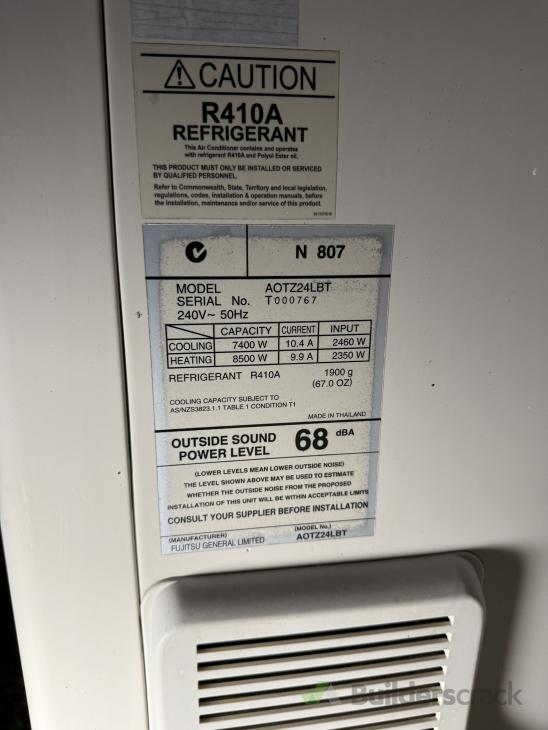 CAUTION
R410A
REFRIGERANT
This Air Conditioner contains and operates
with refrigerant R410A and Polyol Ester oil.
THIS PRODUCT MUST ONLY BE INSTALLED OR SERVICED
BY QUALIFIED PERSONNEL.
Refer to Commonwealth, State, Territory and local legislation,
regulations, codes, installation & operation manuals, before
the installation, maintenance and/or service of this product.
N 807
MODEL AOTZ24LBT
SERIAL No. T000767
240V~ 50Hz
CAPACITY CURRENT INPUT
COOLING 7400 W 10.4 A 2460 W
HEATING 8500 W 9.9 A 2350 W
REFRIGERANT R410A 1900 g
(67.0 OZ)
COOLING CAPACITY SUBJECT TO
AS/NZS3823.1.1 TABLE 1 CONDITION T1
MADE IN THAILAND
OUTSIDE SOUND
POWER LEVEL 68 dBA
(LOWER LEVELS MEAN LOWER OUTSIDE NOISE)
THE LEVEL SHOWN ABOVE MAY BE USED TO ESTIMATE
WHETHER THE OUTSIDE NOISE FROM THE PROPOSED
INSTALLATION OF THIS UNIT WILL BE WITHIN ACCEPTABLE LIMITS
CONSULT YOUR SUPPLIER BEFORE INSTALLATION
(MANUFACTURER) (MODEL No.)
FUJITSU GENERAL LIMITED AOTZ24LBT
Builderscrack